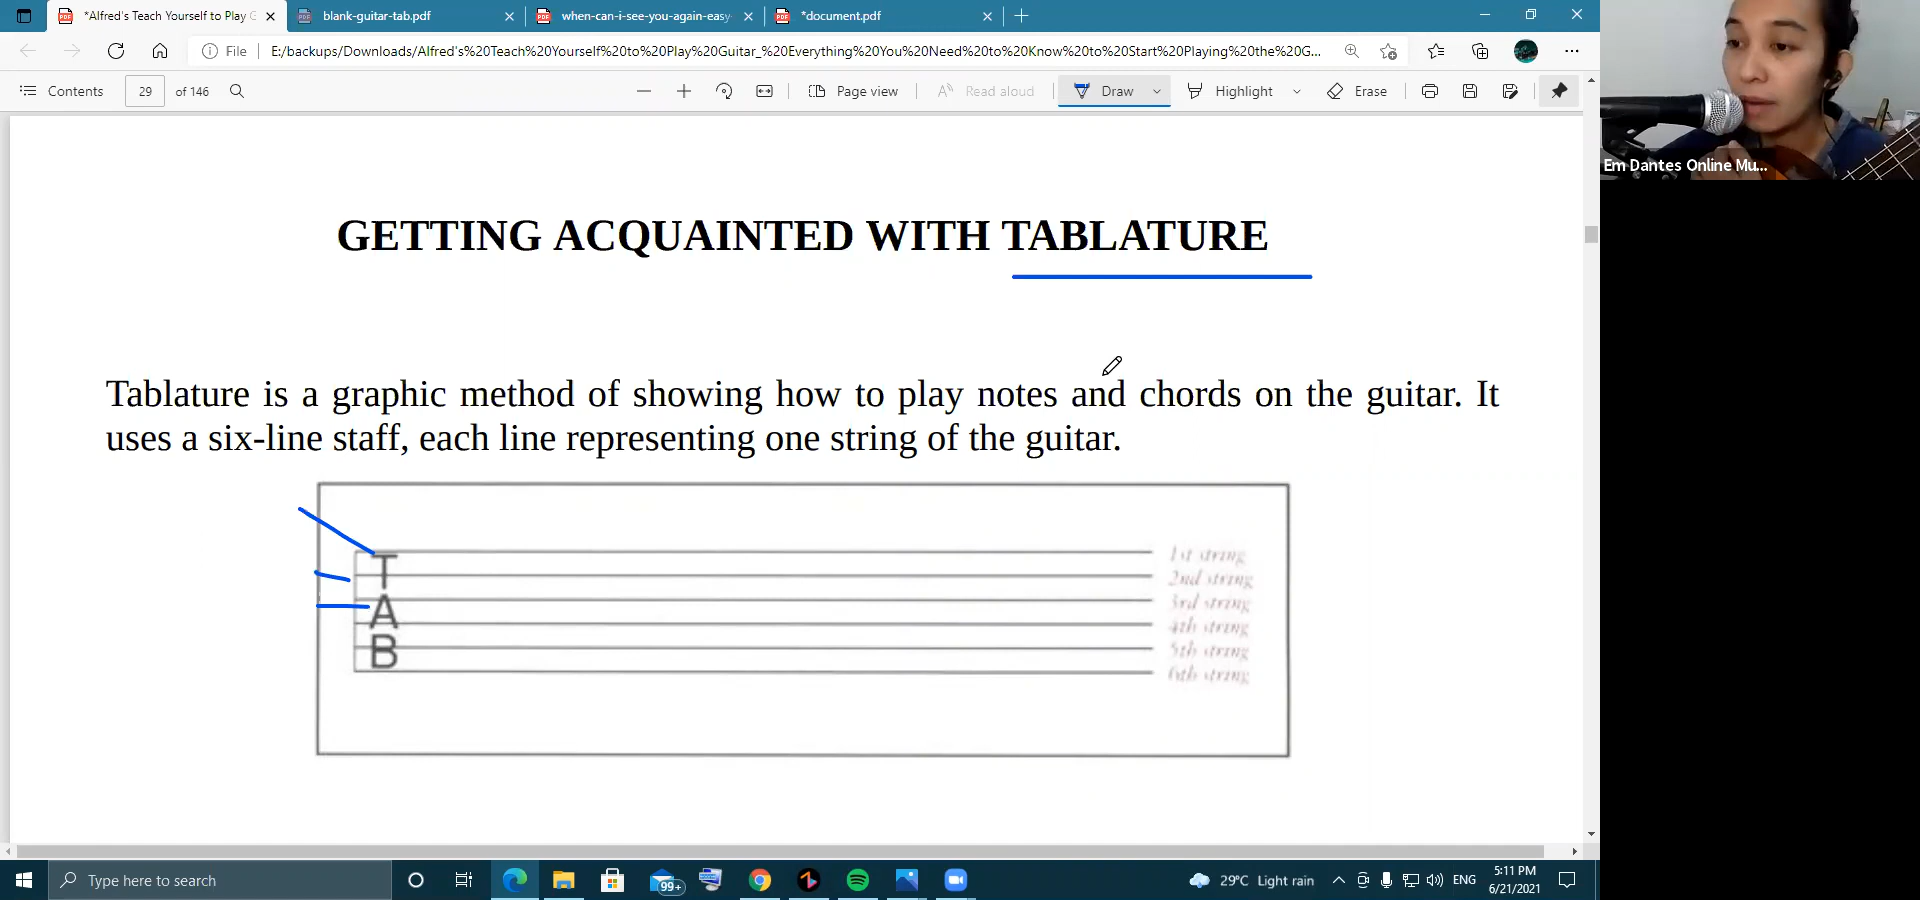 *Alfred's Teach Yourself to Play G
blank-guitar-tab.pdf
when-can-i-see-you-again-easy-
*document.pdf
File
E:/backups/Downloads/Alfred's%20Teach%20Yourself%20to%20Play%20Guitar_%20Everything%20You%20Need%20to%20Know%20to%20Start%20Playing%20the%20G...
Contents
29
of 146
Page view
Read aloud
Draw
Highlight
Erase
Em Dantes Online Mu...
GETTING ACQUAINTED WITH TABLATURE
Tablature is a graphic method of showing how to play notes and chords on the guitar. It
uses a six-line staff, each line representing one string of the guitar.
T
A
B
1st string
2nd string
3rd string
4th string
5th string
6th string
Type here to search
99+
29°C Light rain
ENG
5:11 PM
6/21/2021